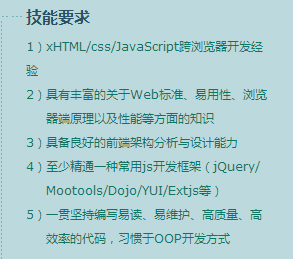 技能要求
1）xHTML/css/JavaScript跨浏览器开发经
验
2）具有丰富的关于Web标准、易用性、浏览
器端原理以及性能等方面的知识
3）具备良好的前端架构分析与设计能力
4）至少精通一种常用js开发框架（jQuery/
Mootools/Dojo/YUI/Extjs等）
5）一贯坚持编写易读、易维护、高质量、高
效率的代码，习惯于OOP开发方式